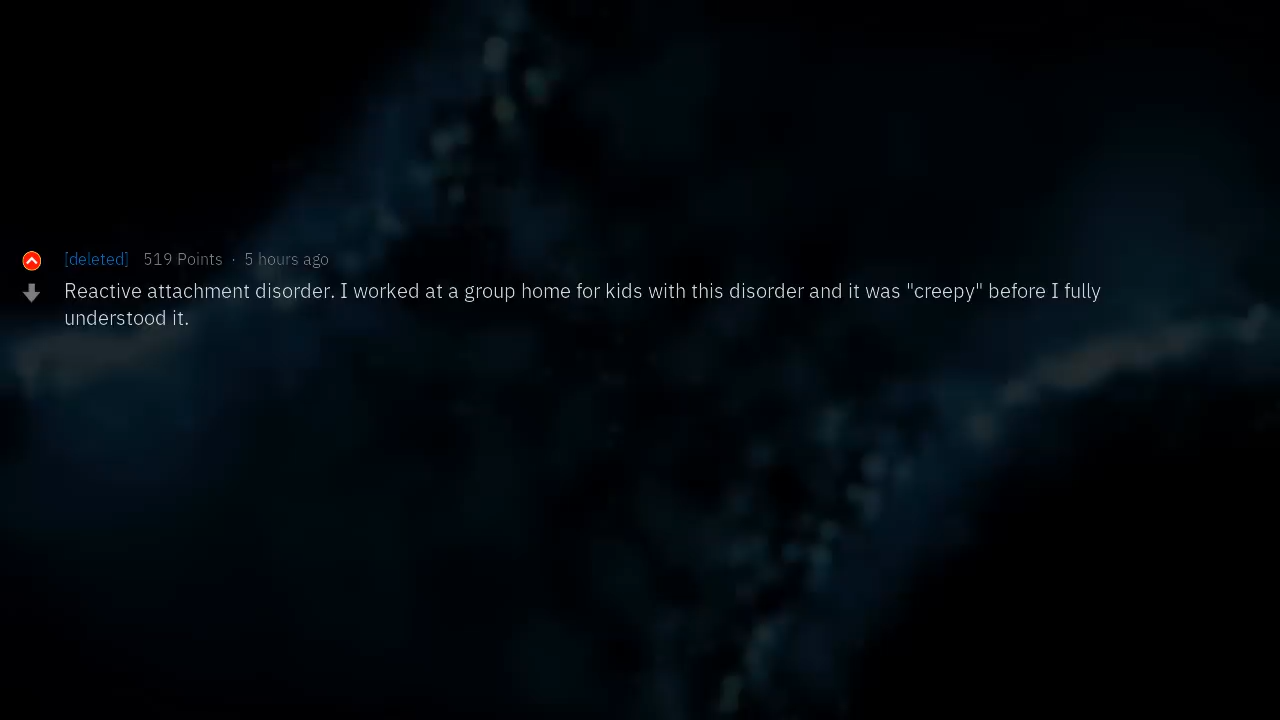 [deleted] 519 Points · 5 hours ago
Reactive attachment disorder. I worked at a group home for kids with this disorder and it was "creepy" before I fully
understood it.